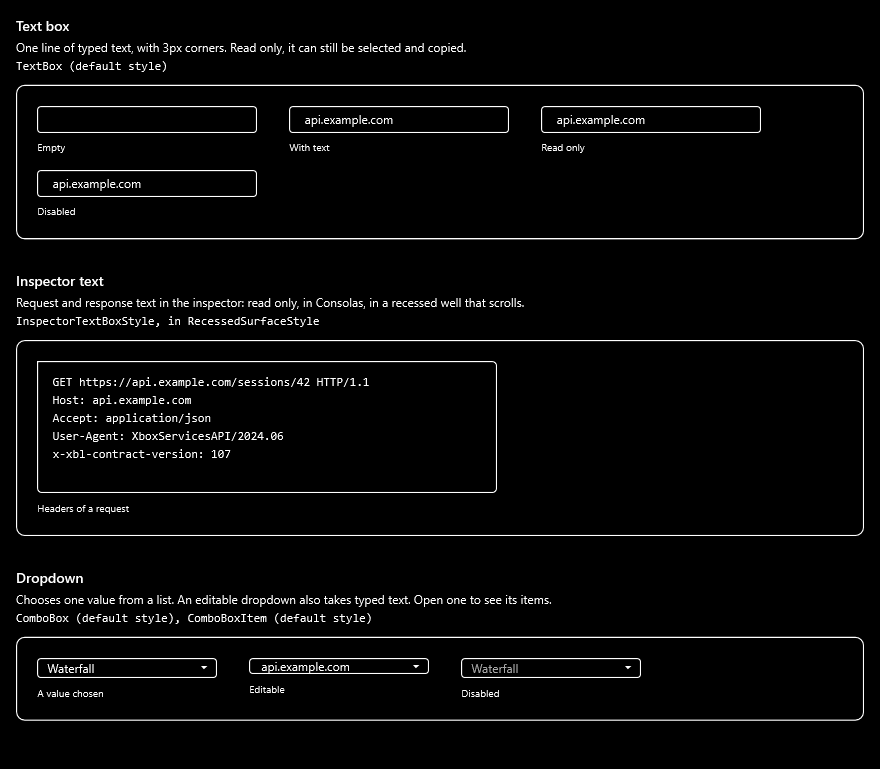 Text box
One line of typed text, with 3px corners. Read only, it can still be selected and copied.
TextBox (default style)
api.example.com
api.example.com
Empty
With text
Read only
api.example.com
Disabled
Inspector text
Request and response text in the inspector: read only, in Consolas, in a recessed well that scrolls.
InspectorTextBoxStyle, in RecessedSurfaceStyle
GET https://api.example.com/sessions/42 HTTP/1.1
Host: api.example.com
Accept: application/json
User-Agent: XboxServicesAPI/2024.06
x-xbl-contract-version: 107
Headers of a request
Dropdown
Chooses one value from a list. An editable dropdown also takes typed text. Open one to see its items.
ComboBox (default style), ComboBoxItem (default style)
Waterfall
api.example.com
Waterfall
A value chosen
Editable
Disabled